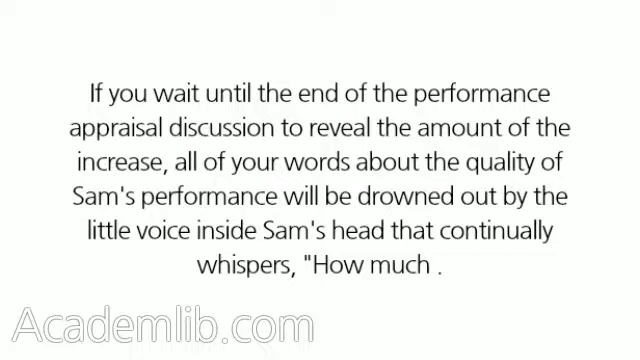 If you wait until the end of the performance
appraisal discussion to reveal the amount of the
increase, all of your words about the quality of
Sam's performance will be drowned out by the
little voice inside Sam's head that continually
whispers, "How much .
Academlib.com